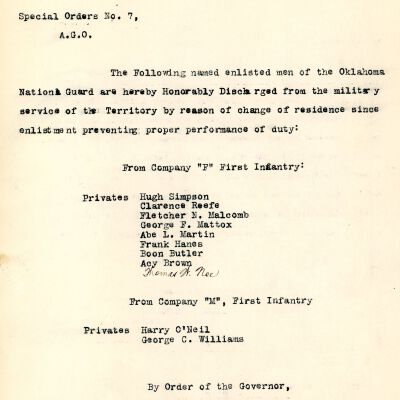 Special Orders No. 7,
A.G.O.
The Following named enlisted men of the Oklahoma
National Guard are hereby Honorably Discharged from the military
service of the Territory by reason of change of residence since
enlistment preventing proper performance of duty:
From Company "F" First Infantry:
Privates Hugh Simpson
Clarence Reefe
Fletcher N. Malcomb
George F. Mattox
Abe L. Martin
Frank Hanes
Boon Butler
Acy Brown
Thomas W. Noe
From Company "M", First Infantry
Privates Harry O'Neil
George C. Williams
By Order of the Governor,